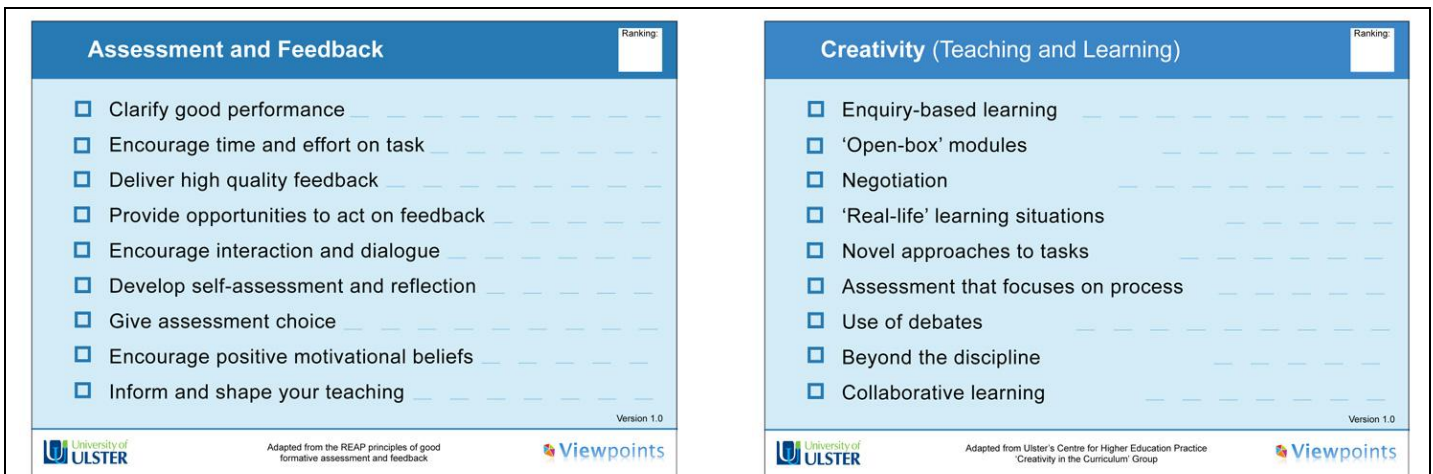 Assessment and Feedback
Ranking:
Clarify good performance
Encourage time and effort on task
Deliver high quality feedback
Provide opportunities to act on feedback
Encourage interaction and dialogue
Develop self-assessment and reflection
Give assessment choice
Encourage positive motivational beliefs
Inform and shape your teaching
Version 1.0
University of
ULSTER
Adapted from the REAP principles of good
formative assessment and feedback
Viewpoints
Creativity (Teaching and Learning)
Ranking:
Enquiry-based learning
‘Open-box’ modules
Negotiation
‘Real-life’ learning situations
Novel approaches to tasks
Assessment that focuses on process
Use of debates
Beyond the discipline
Collaborative learning
Version 1.0
University of
ULSTER
Adapted from Ulster's Centre for Higher Education Practice
'Creativity in the Curriculum' Group
Viewpoints